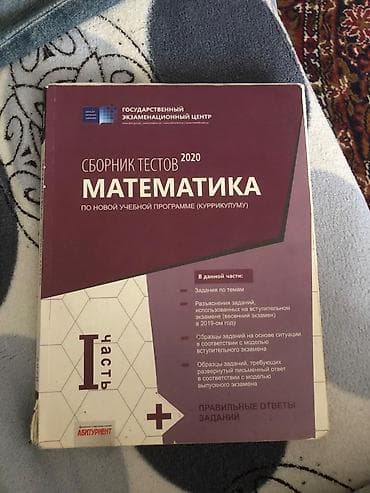 ГОСУДАРСТВЕННЫЙ
ЭКЗАМЕНАЦИОННЫЙ ЦЕНТР
СБОРНИК ТЕСТОВ 2020
МАТЕМАТИКА
ПО НОВОЙ УЧЕБНОЙ ПРОГРАММЕ (КУРРИКУЛУМУ)
В данной части:
Задания по темам
Разъяснения заданий,
использованных на вступительном
экзамене (весенний экзамен)
в 2019-ом году
Образцы заданий на основе ситуации
в соответствии с моделью
вступительного экзамена
Образцы заданий, требующих
развернутый письменный ответ
в соответствии с моделью
выпускного экзамена
I часть
+ ПРАВИЛЬНЫЕ ОТВЕТЫ
ЗАДАНИЙ
АБИТУРИЕНТ